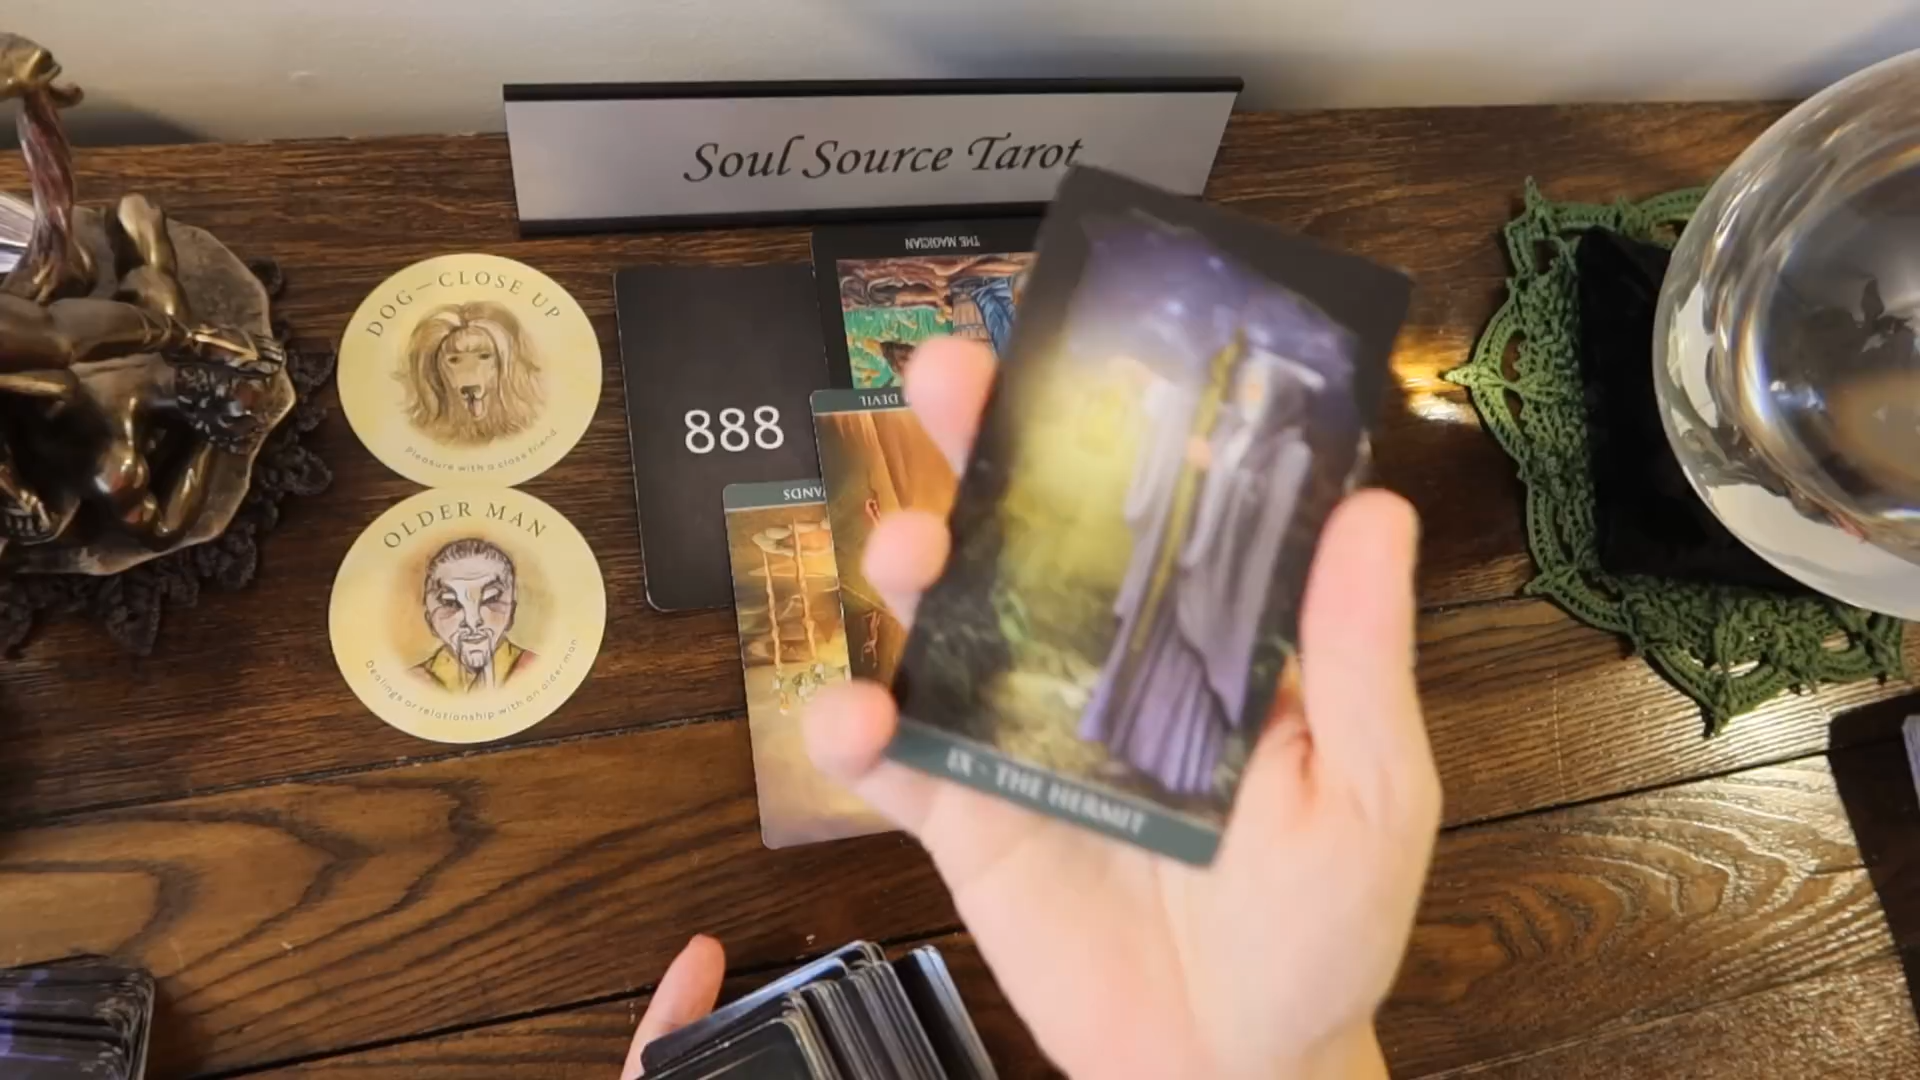 Soul Source Tarot
THE MAGICIAN
DOG—CLOSE UP
Pleasure with a close friend
888
DEVIL
WANDS
OLDER MAN
Dealings or relationship with an older man
IX - THE HERMIT